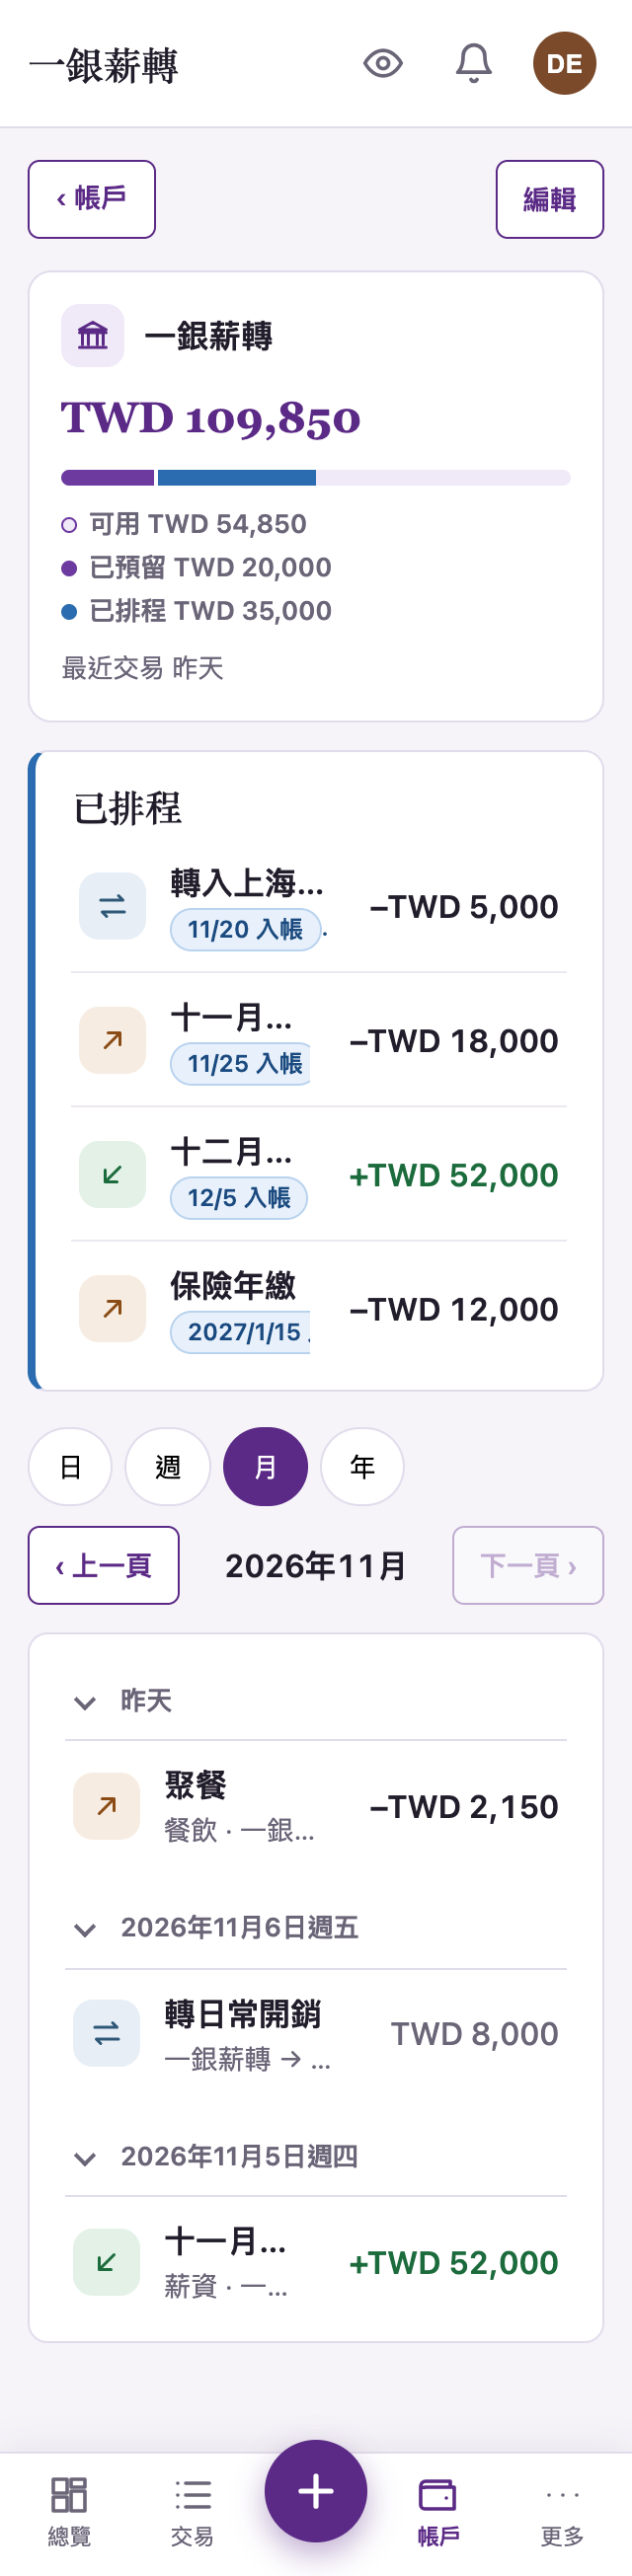 一銀薪轉
DE
‹ 帳戶
編輯
一銀薪轉
TWD 109,850
可用 TWD 54,850
已預留 TWD 20,000
已排程 TWD 35,000
最近交易 昨天
已排程
轉入上海...
11/20 入帳
–TWD 5,000
十一月...
11/25 入帳
–TWD 18,000
十二月...
12/5 入帳
+TWD 52,000
保險年繳
2027/1/15
–TWD 12,000
日
週
月
年
‹ 上一頁
2026年11月
下一頁 ›
昨天
聚餐
餐飲 · 一銀...
–TWD 2,150
2026年11月6日週五
轉日常開銷
一銀薪轉 → ...
TWD 8,000
2026年11月5日週四
十一月...
薪資 · 一...
+TWD 52,000
總覽
交易
帳戶
更多